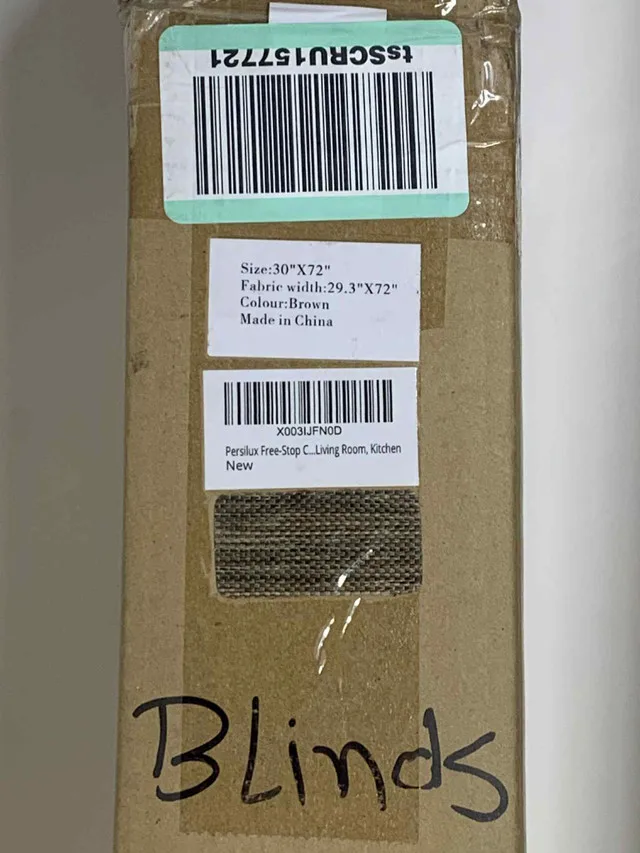 tsSCRU157721
Size:30"X72"
Fabric width:29.3"X72"
Colour:Brown
Made in China
X003IJFN0D
Persilux Free-Stop C...Living Room, Kitchen
New
BLinds